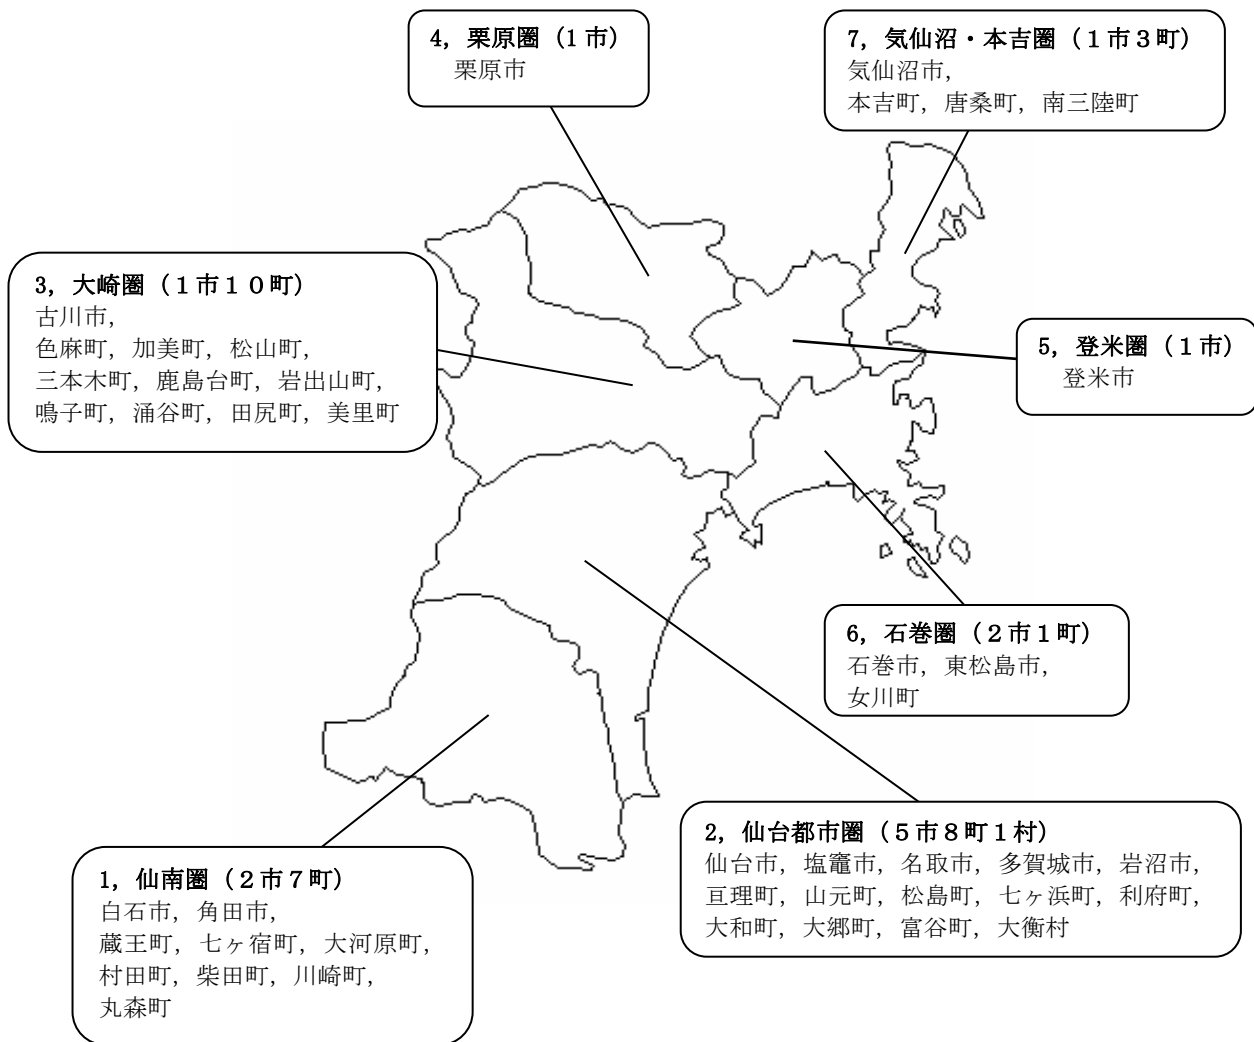 4, 栗原圏（1市）
栗原市
7, 気仙沼・本吉圏（１市３町）
気仙沼市,
本吉町, 唐桑町, 南三陸町
3, 大崎圏（１市１０町）
古川市,
色麻町, 加美町, 松山町,
三本木町, 鹿島台町, 岩出山町,
鳴子町, 涌谷町, 田尻町, 美里町
5, 登米圏（１市）
登米市
6, 石巻圏（２市１町）
石巻市, 東松島市,
女川町
2, 仙台都市圏（５市８町１村）
仙台市, 塩竈市, 名取市, 多賀城市, 岩沼市,
亘理町, 山元町, 松島町, 七ヶ浜町, 利府町,
大和町, 大郷町, 富谷町, 大衡村
1, 仙南圏（２市７町）
白石市, 角田市,
蔵王町, 七ヶ宿町, 大河原町,
村田町, 柴田町, 川崎町,
丸森町